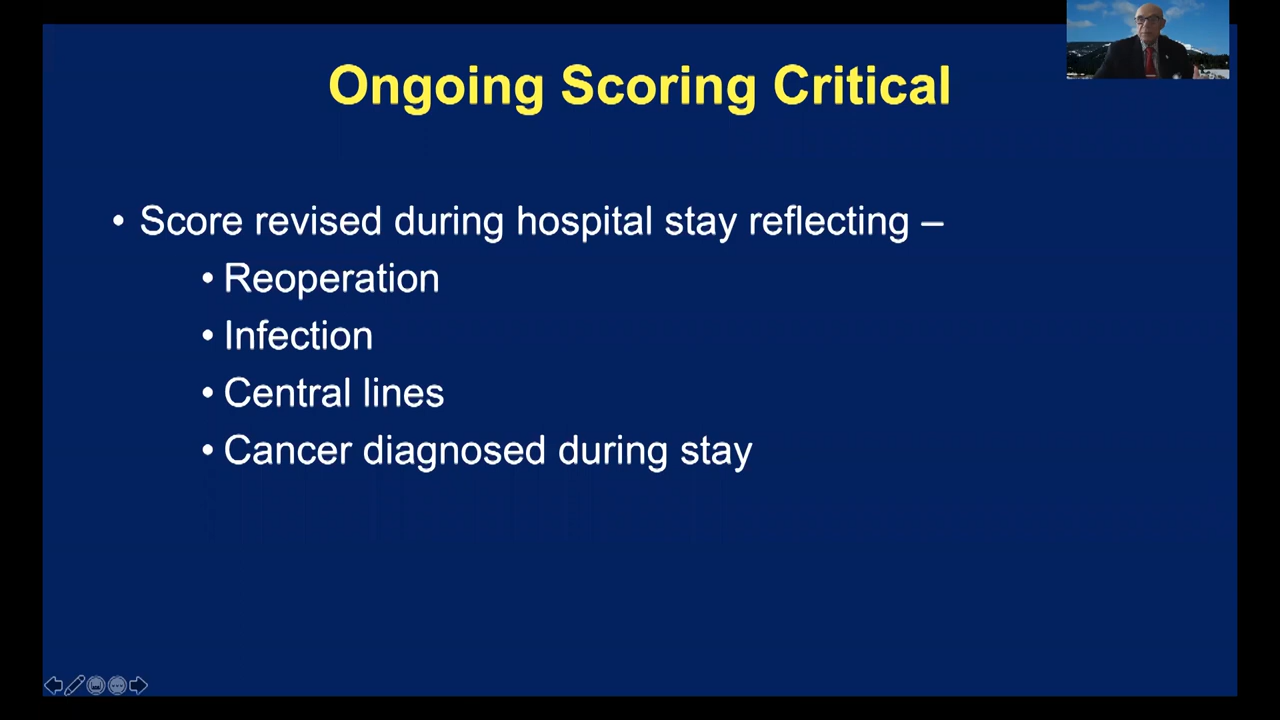 Ongoing Scoring Critical
• Score revised during hospital stay reflecting –
• Reoperation
• Infection
• Central lines
• Cancer diagnosed during stay